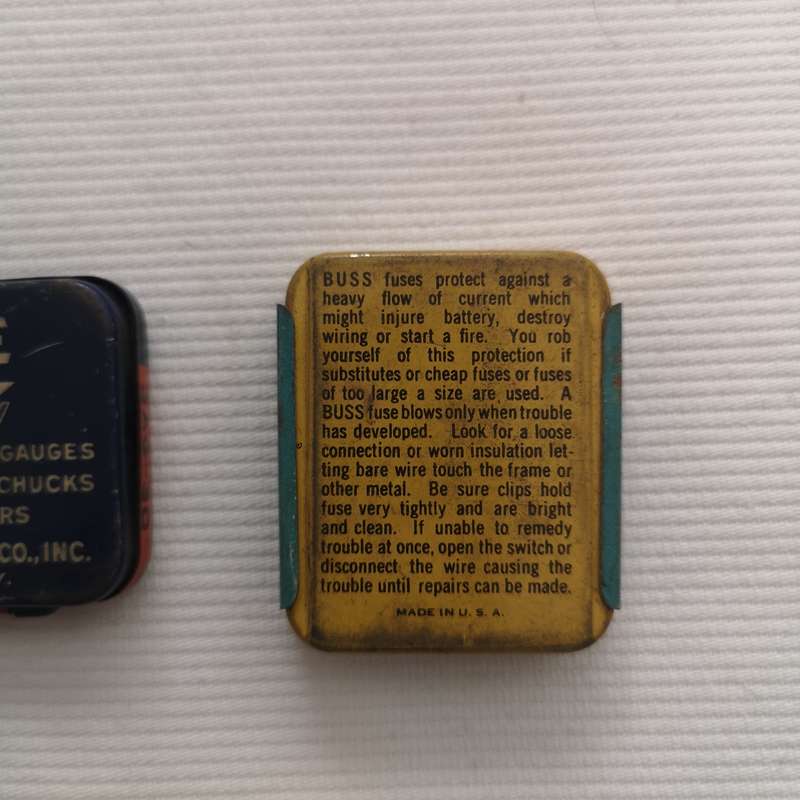 GAUGES
CHUCKS
RS
CO., INC.
BUSS fuses protect against a
heavy flow of current which
might injure battery, destroy
wiring or start a fire. You rob
yourself of this protection if
substitutes or cheap fuses or fuses
of too large a size are used. A
BUSS fuse blows only when trouble
has developed. Look for a loose
connection or worn insulation let-
ting bare wire touch the frame or
other metal. Be sure clips hold
fuse very tightly and are bright
and clean. If unable to remedy
trouble at once, open the switch or
disconnect the wire causing the
trouble until repairs can be made.
MADE IN U. S. A.